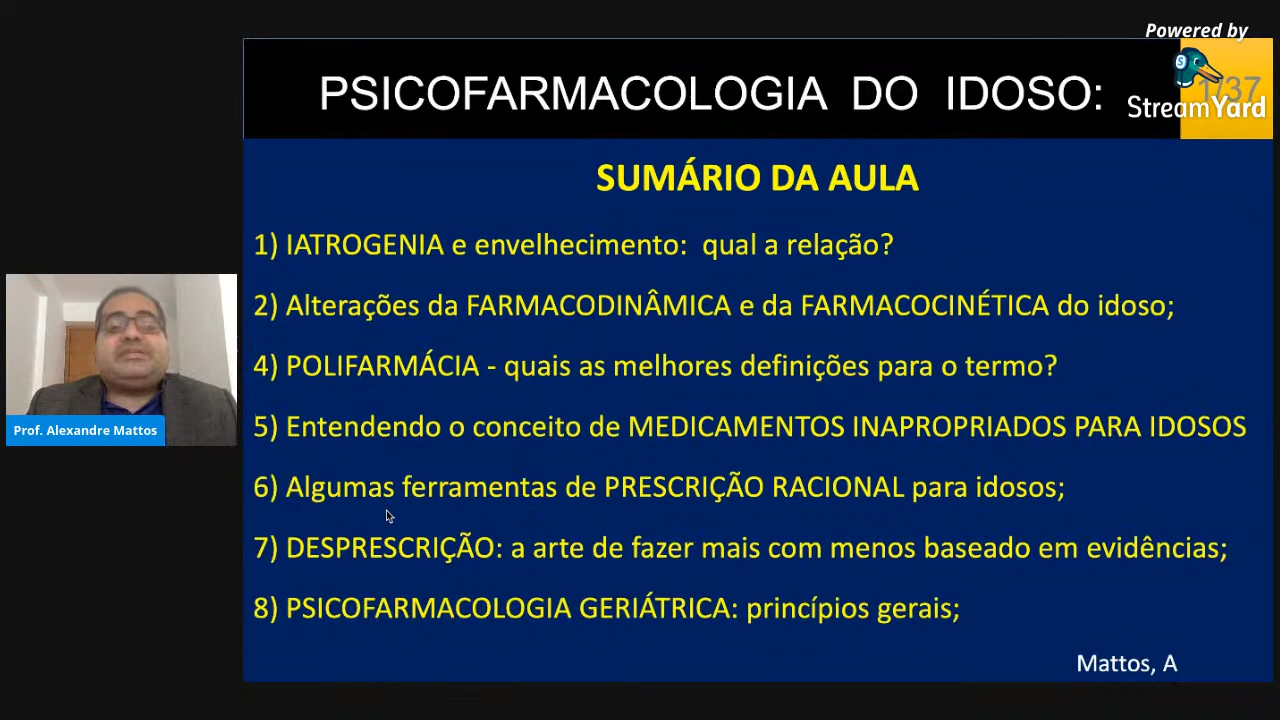 Powered by
StreamYard
PSICOFARMACOLOGIA DO IDOSO:
1/37
SUMÁRIO DA AULA
1) IATROGENIA e envelhecimento: qual a relação?
2) Alterações da FARMACODINÂMICA e da FARMACOCINÉTICA do idoso;
4) POLIFARMÁCIA - quais as melhores definições para o termo?
5) Entendendo o conceito de MEDICAMENTOS INAPROPRIADOS PARA IDOSOS
6) Algumas ferramentas de PRESCRIÇÃO RACIONAL para idosos;
7) DESPRESCRIÇÃO: a arte de fazer mais com menos baseado em evidências;
8) PSICOFARMACOLOGIA GERIÁTRICA: princípios gerais;
Mattos, A
Prof. Alexandre Mattos